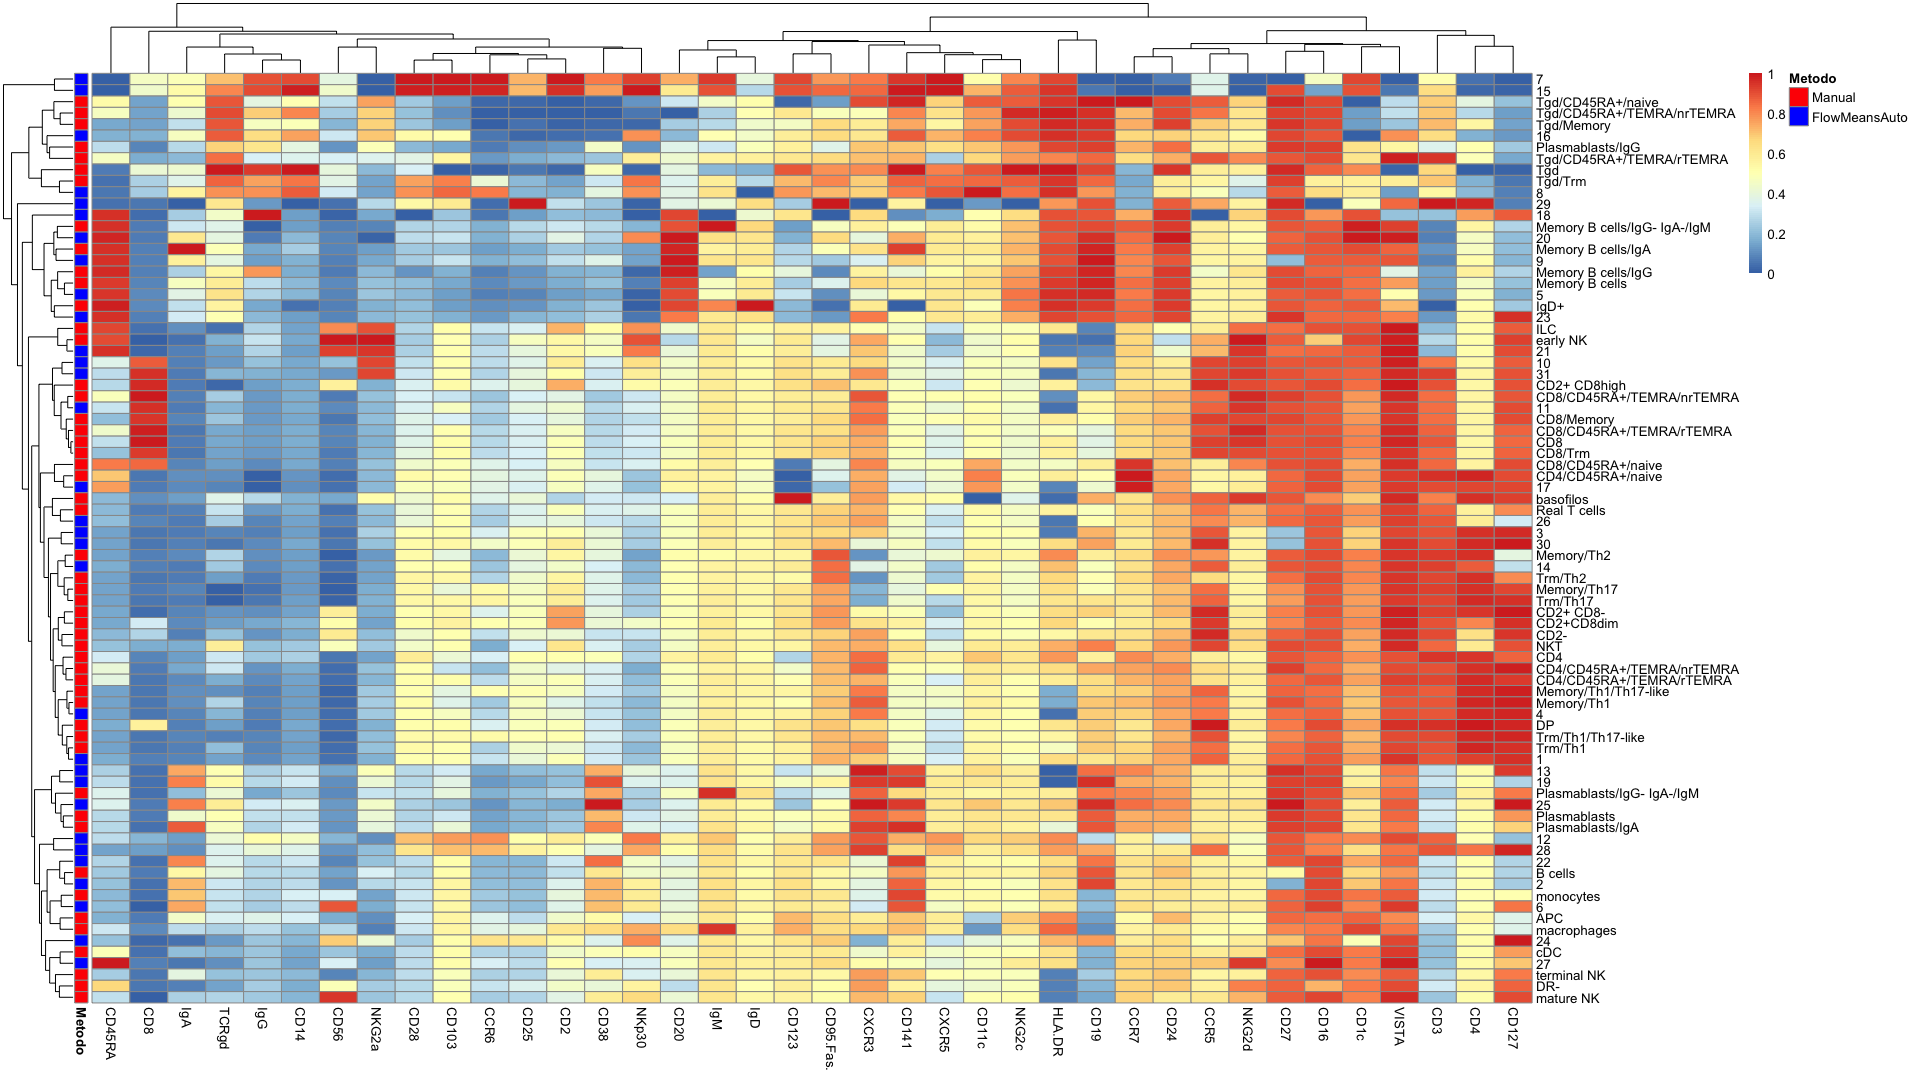 7
15
Tgd/CD45RA+/naive
Tgd/CD45RA+/TEMRA/nrTEMRA
Tgd/Memory
16
Plasmablasts/IgG
Tgd/CD45RA+/TEMRA/rTEMRA
Tgd
Tgd/Trm
8
29
18
Memory B cells/IgG- IgA-/IgM
20
Memory B cells/IgA
9
Memory B cells/IgG
Memory B cells
5
IgD+
23
ILC
early NK
21
10
31
CD2+ CD8high
CD8/CD45RA+/TEMRA/nrTEMRA
11
CD8/Memory
CD8/CD45RA+/TEMRA/rTEMRA
CD8
CD8/Trm
CD8/CD45RA+/naive
CD4/CD45RA+/naive
17
basofilos
Real T cells
26
3
30
Memory/Th2
14
Trm/Th2
Memory/Th17
Trm/Th17
CD2+ CD8-
CD2+CD8dim
CD2-
NKT
CD4
CD4/CD45RA+/TEMRA/nrTEMRA
CD4/CD45RA+/TEMRA/rTEMRA
Memory/Th1/Th17-like
Memory/Th1
4
DP
Trm/Th1/Th17-like
Trm/Th1
1
13
19
Plasmablasts/IgG- IgA-/IgM
25
Plasmablasts
Plasmablasts/IgA
12
28
22
B cells
2
monocytes
6
APC
macrophages
24
cDC
27
terminal NK
DR-
mature NK
Metodo
CD45RA
CD8
IgA
TCRgd
IgG
CD14
CD56
NKG2a
CD28
CD103
CCR6
CD25
CD2
CD38
NKp30
CD20
IgM
IgD
CD123
CD95.Fas.
CXCR3
CD141
CXCR5
CD11c
NKG2c
HLA.DR
CD19
CCR7
CD24
CCR5
NKG2d
CD27
CD16
CD1c
VISTA
CD3
CD4
CD127
1
0.8
0.6
0.4
0.2
0
Metodo
Manual
FlowMeansAuto